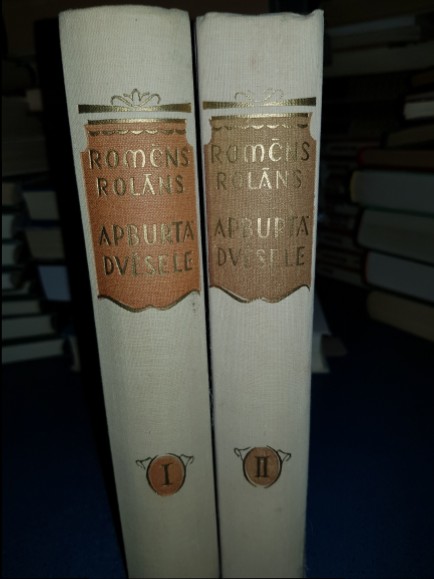 ROMĒNS
ROLĀNS
APBURTĀ
DVĒSELE
I
ROMĒNS
ROLĀNS
APBURTĀ
DVĒSELE
II